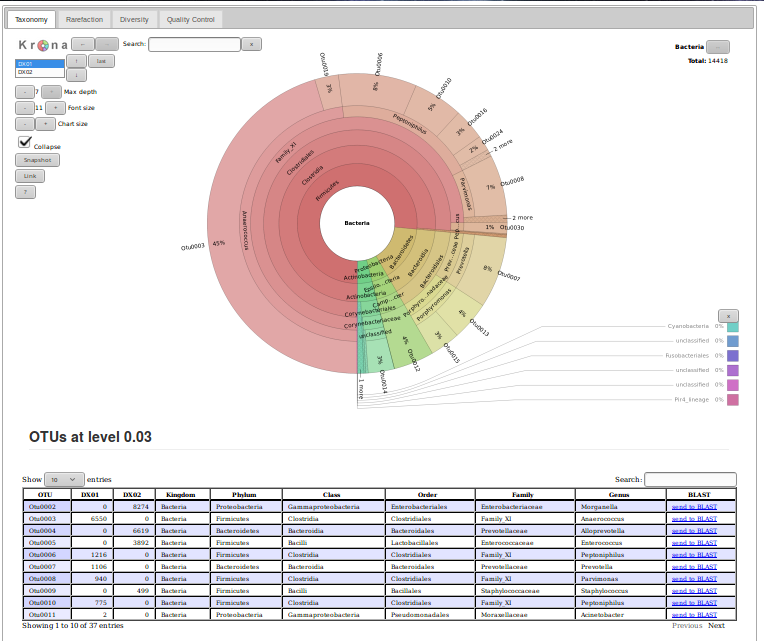 Taxonomy Rarefaction Diversity Quality Control
Krona ← → Search: x
Bacteria
Total: 14418
DX01
DX02
↑ last
↓
- 7 + Max depth
- 11 + Font size
- + Chart size
Collapse
Snapshot
Link
?
Bacteria
Firmicutes
Clostridia
Clostridiales
Family_XI
Anaerococcus
Otu0003 45%
3%
Otu0006 8%
Otu0010 5%
Otu0016 3%
Otu0024 2%
2 more
Otu0008 7%
2 more
Otu0030 1%
Peptoniphilus
Parvimonas
Bacteroidetes
Bacteroidia
Bacteroidales
Prevotella
Otu0007 8%
Porphyromonas
Otu0013 4%
Otu0015 3%
Proteobacteria
Actinobacteria
Actinobacteria
Camp...cter
Corynebacteriales
Corynebacteriaceae
unclassified
Otu0012 4%
Otu0014 3%
1 more
x
Cyanobacteria 0%
unclassified 0%
Fusobacteriales 0%
unclassified 0%
unclassified 0%
Pir4_lineage 0%
OTUs at level 0.03
Show 10 entries Search:
OTU DX01 DX02 Kingdom Phylum Class Order Family Genus BLAST
Otu0002 0 8274 Bacteria Proteobacteria Gammaproteobacteria Enterobacteriales Enterobacteriaceae Morganella send to BLAST
Otu0003 6550 0 Bacteria Firmicutes Clostridia Clostridiales Family XI Anaerococcus send to BLAST
Otu0004 0 6619 Bacteria Bacteroidetes Bacteroidia Bacteroidales Prevotellaceae Alloprevotella send to BLAST
Otu0005 0 3892 Bacteria Firmicutes Bacilli Lactobacillales Enterococcaceae Enterococcus send to BLAST
Otu0006 1216 0 Bacteria Firmicutes Clostridia Clostridiales Family XI Peptoniphilus send to BLAST
Otu0007 1106 0 Bacteria Bacteroidetes Bacteroidia Bacteroidales Prevotellaceae Prevotella send to BLAST
Otu0008 940 0 Bacteria Firmicutes Clostridia Clostridiales Family XI Parvimonas send to BLAST
Otu0009 0 499 Bacteria Firmicutes Bacilli Bacillales Staphylococcaceae Staphylococcus send to BLAST
Otu0010 775 0 Bacteria Firmicutes Clostridia Clostridiales Family XI Peptoniphilus send to BLAST
Otu0011 2 0 Bacteria Proteobacteria Gammaproteobacteria Pseudomonadales Moraxellaceae Acinetobacter send to BLAST
Showing 1 to 10 of 37 entries Previous Next